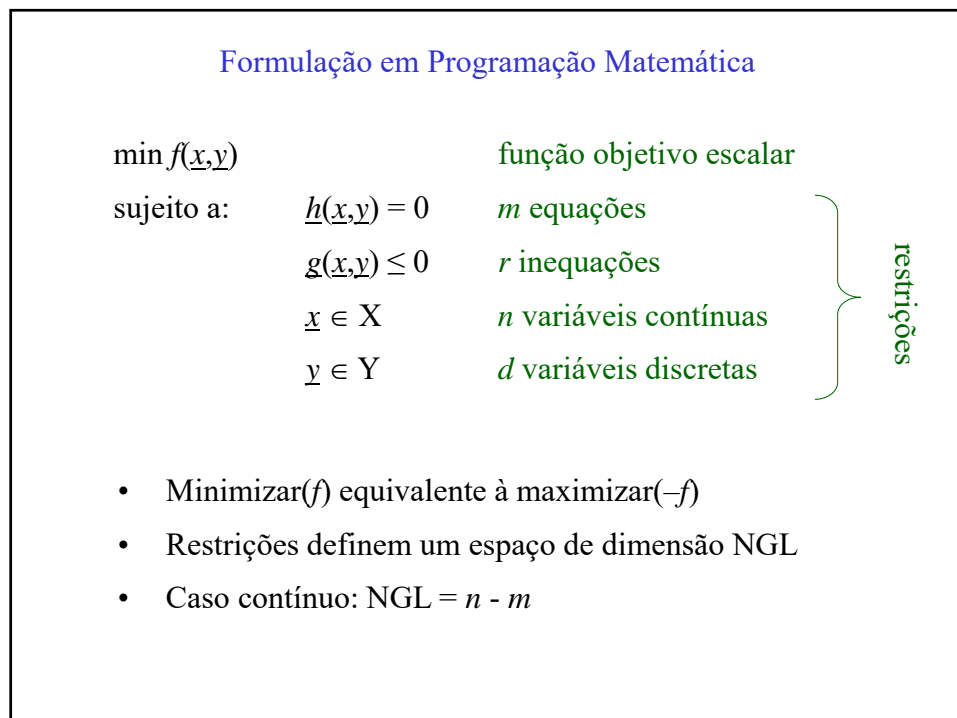 Formulação em Programação Matemática
min f(x,y) função objetivo escalar
sujeito a: h(x,y) = 0 m equações
g(x,y) ≤ 0 r inequações
x ∈ X n variáveis contínuas
y ∈ Y d variáveis discretas
restrições
• Minimizar(f) equivalente à maximizar(–f)
• Restrições definem um espaço de dimensão NGL
• Caso contínuo: NGL = n - m